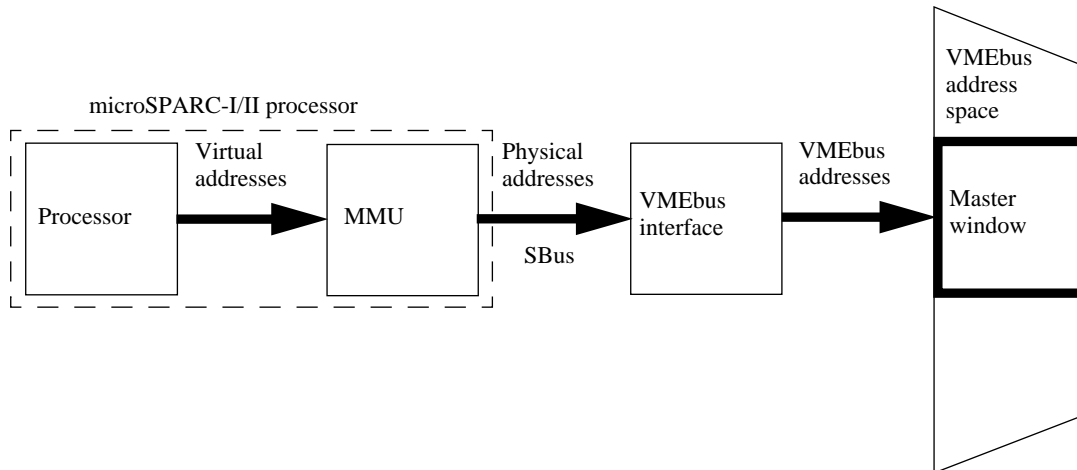 VMEbus
address
space
microSPARC-I/II processor
Virtual
addresses
Physical
addresses
VMEbus
addresses
Processor
MMU
VMEbus
interface
Master
window
SBus